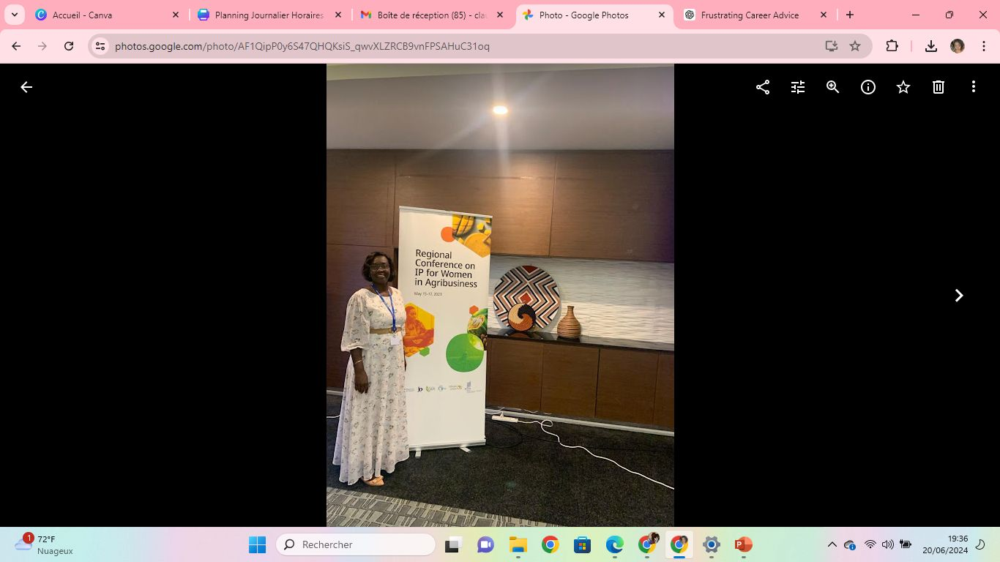 Accueil - Canva
Planning Journalier Horaires
Boîte de réception (85) - cla
Photo - Google Photos
Frustrating Career Advice
photos.google.com/photo/AF1QipP0y6S47QHQKsiS_qwvXLZRCB9vnFPSAHuC31oq
Regional
Conference on
IP for Women
in Agribusiness
May 15-17, 2023
1
72°F
Nuageux
Rechercher
19:36
20/06/2024